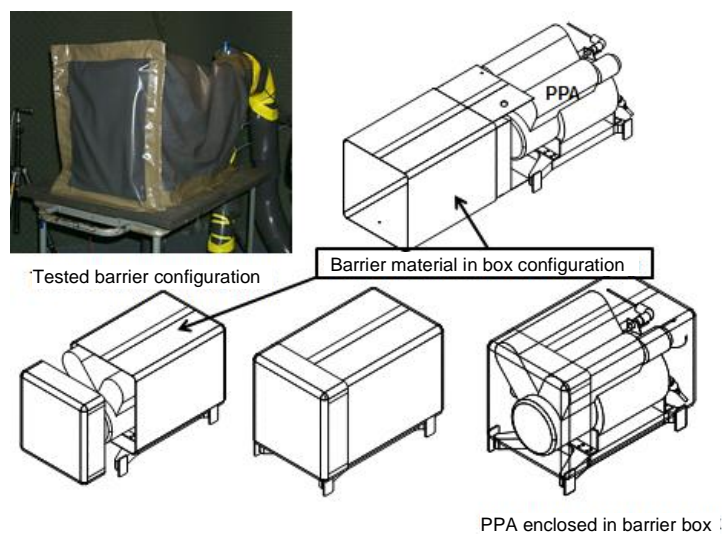 PPA
Tested barrier configuration
Barrier material in box configuration
PPA enclosed in barrier box